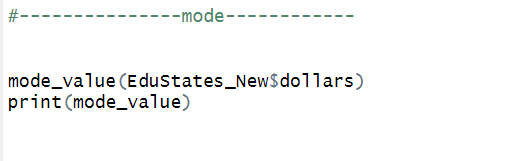 #---------------mode------------
mode_value(EduStates_New$dollars)
print(mode_value)